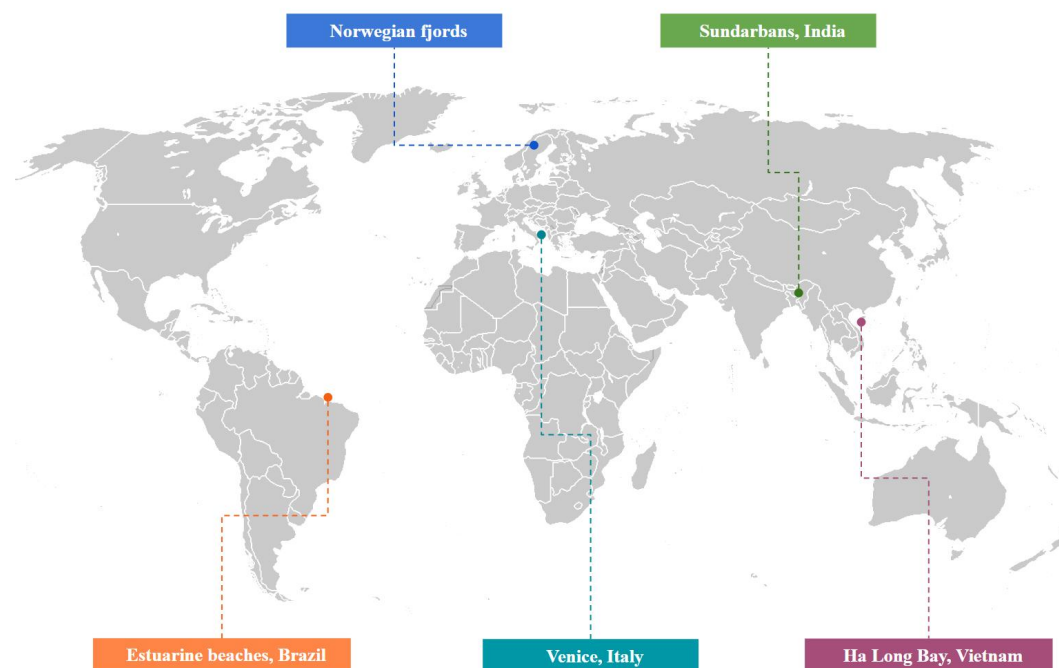 Norwegian fjords
Sundarbans, India
Estuarine beaches, Brazil
Venice, Italy
Ha Long Bay, Vietnam